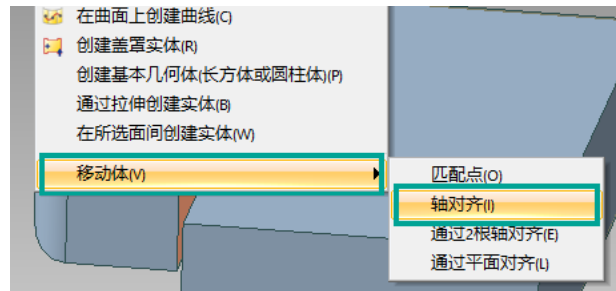 在曲面上创建曲线(C)
创建盖罩实体(R)
创建基本几何体(长方体或圆柱体)(P)
通过拉伸创建实体(B)
在所选面间创建实体(W)
移动体(V)
匹配点(O)
轴对齐(I)
通过2根轴对齐(E)
通过平面对齐(L)